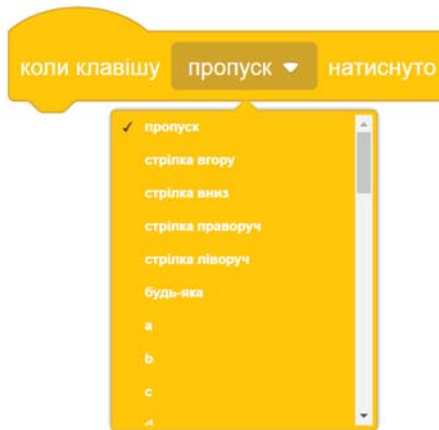 коли клавішу пропуск натиснуто
✓ пропуск
стрілка вгору
стрілка вниз
стрілка праворуч
стрілка ліворуч
будь-яка
a
b
c
d